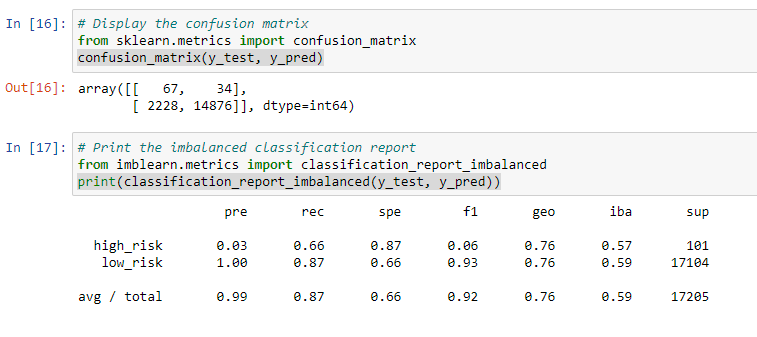 In [16]: # Display the confusion matrix
from sklearn.metrics import confusion_matrix
confusion_matrix(y_test, y_pred)
Out[16]: array([[   67,    34],
       [ 2228, 14876]], dtype=int64)
In [17]: # Print the imbalanced classification report
from imblearn.metrics import classification_report_imbalanced
print(classification_report_imbalanced(y_test, y_pred))
pre rec spe f1 geo iba sup
high_risk 0.03 0.66 0.87 0.06 0.76 0.57 101
low_risk 1.00 0.87 0.66 0.93 0.76 0.59 17104
avg / total 0.99 0.87 0.66 0.92 0.76 0.59 17205